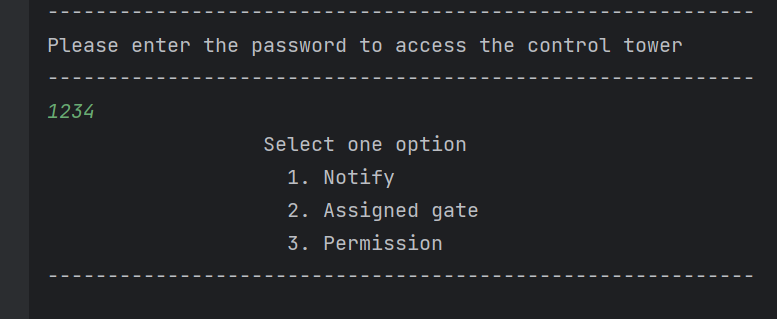 -----------------------------------------------------------
Please enter the password to access the control tower
-----------------------------------------------------------
1234
Select one option
1. Notify
2. Assigned gate
3. Permission
-----------------------------------------------------------